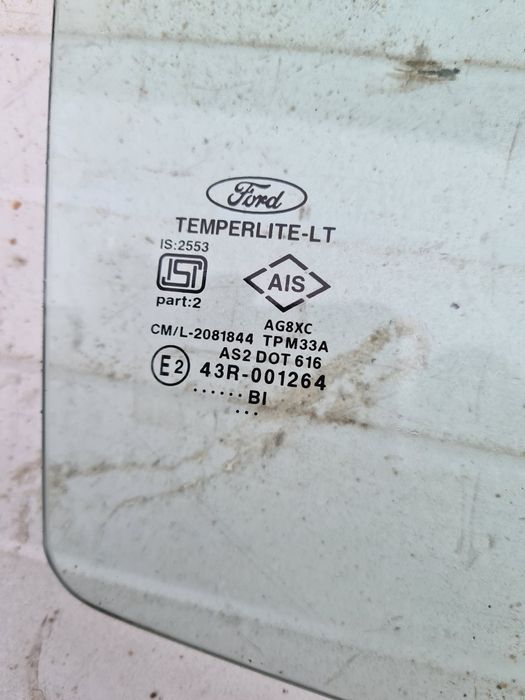 Ford
TEMPERLITE-LT
IS:2553
ISI
part:2
AIS
AG8XC
CM/L-2081844 TPM33A
AS2 DOT 616
E2 43R-001264
...... BI
...